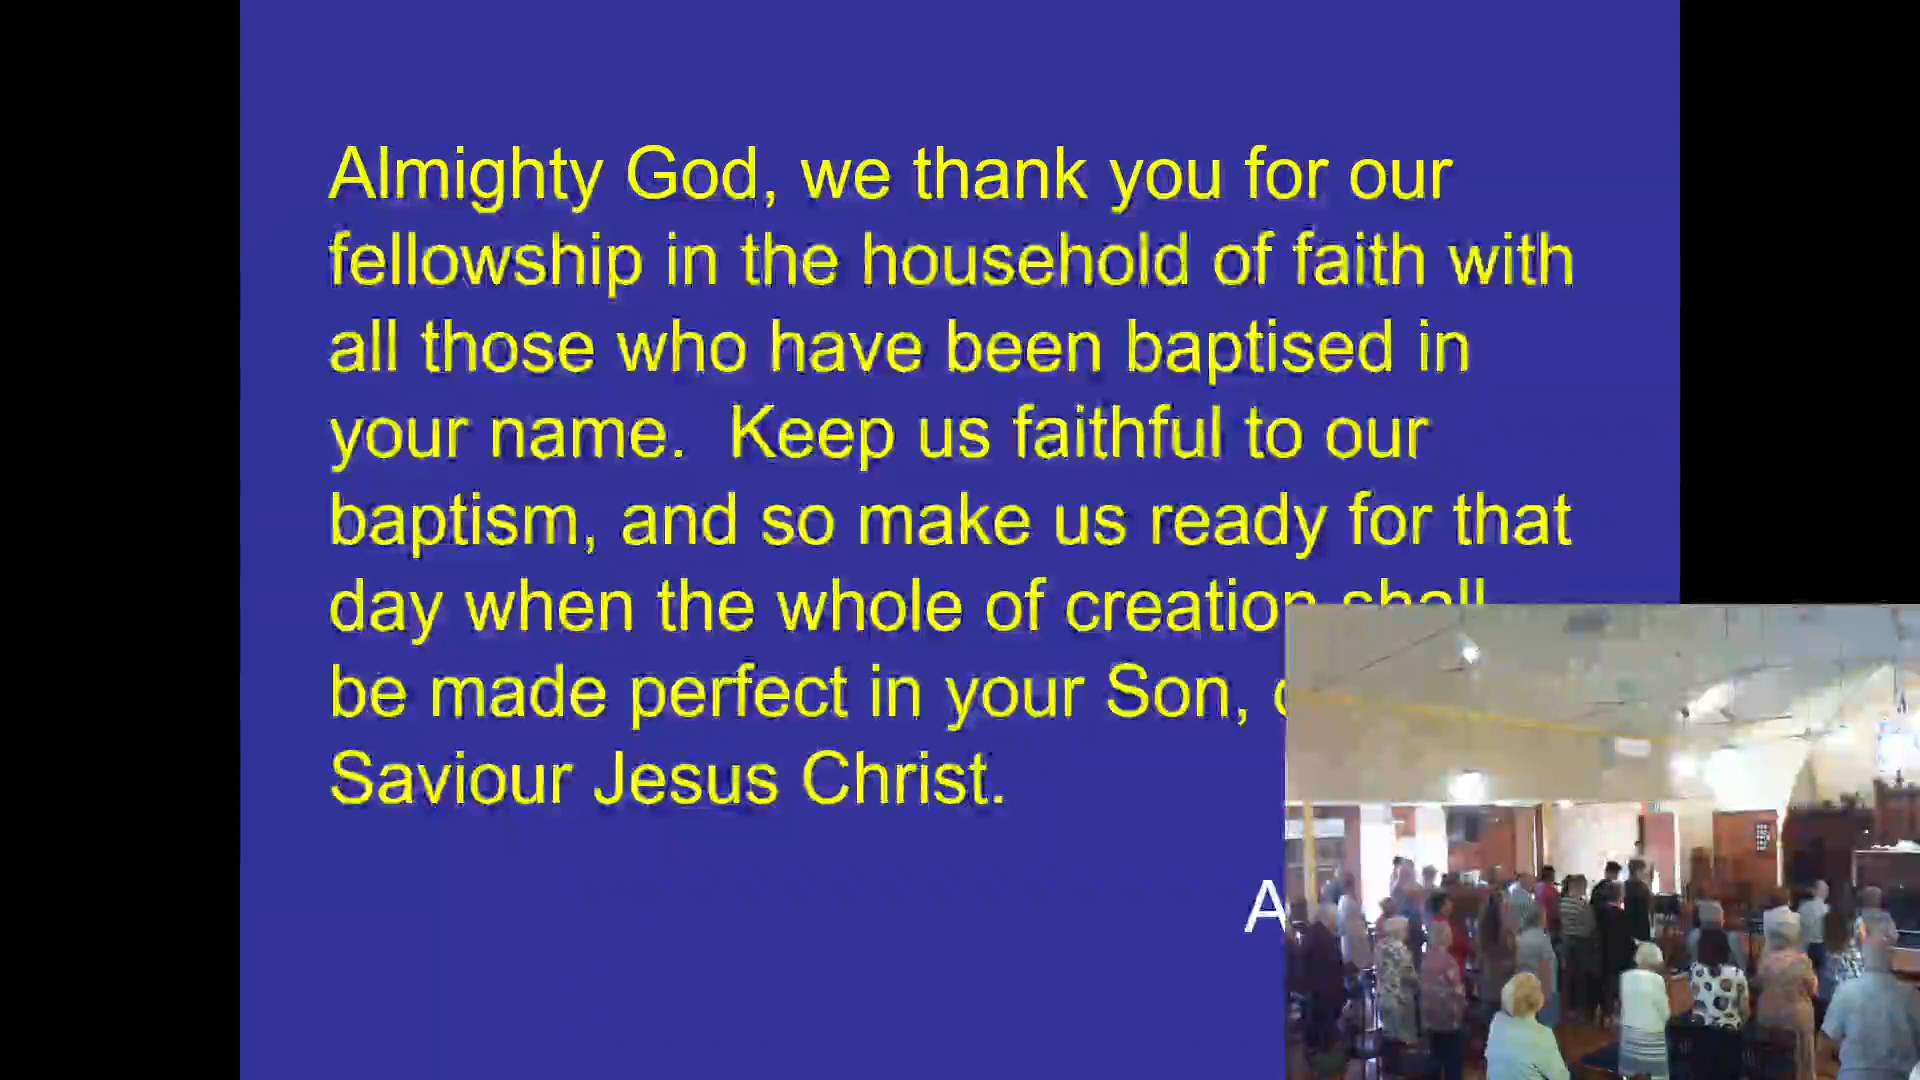 Almighty God, we thank you for our
fellowship in the household of faith with
all those who have been baptised in
your name.  Keep us faithful to our
baptism, and so make us ready for that
day when the whole of creation shall
be made perfect in your Son,
Saviour Jesus Christ.